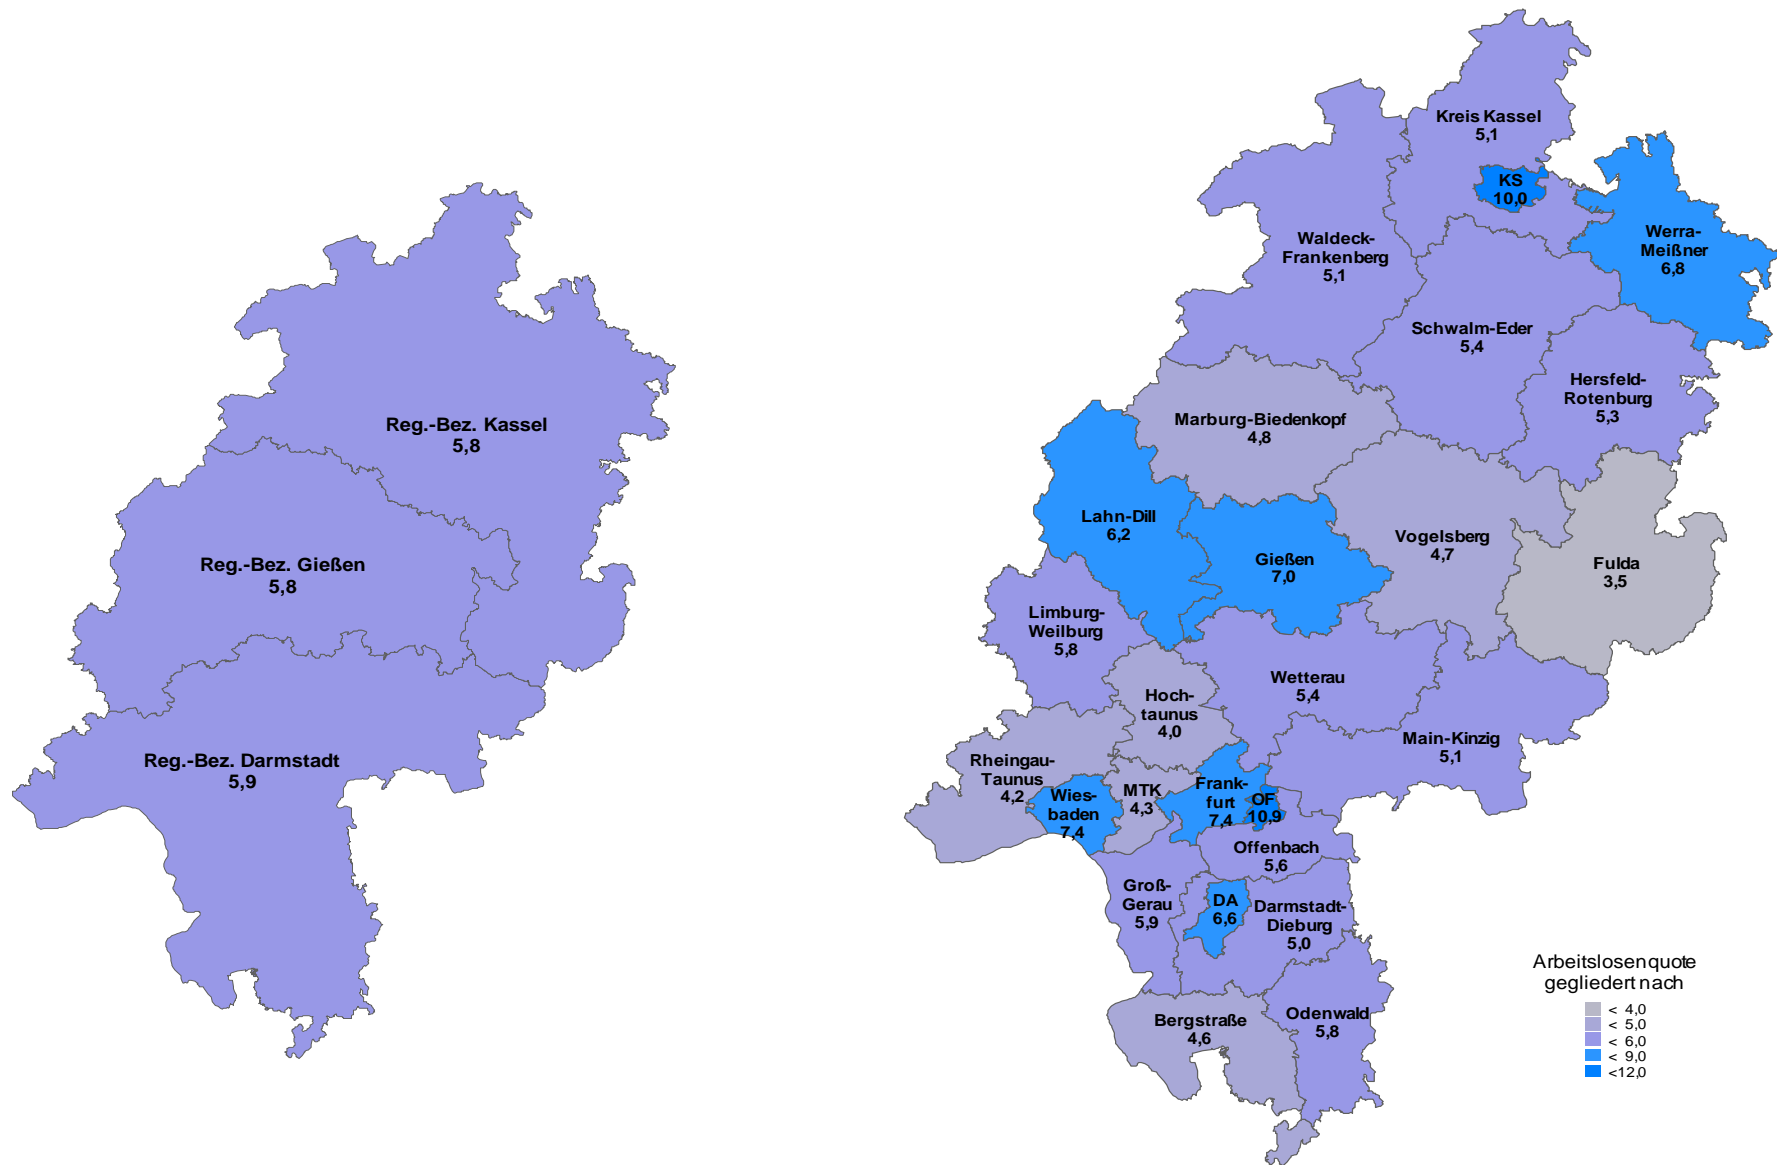 Reg.-Bez. Kassel
5,8
Reg.-Bez. Gießen
5,8
Reg.-Bez. Darmstadt
5,9
Kreis Kassel
5,1
KS
10,0
Werra-
Meißner
6,8
Waldeck-
Frankenberg
5,1
Schwalm-Eder
5,4
Hersfeld-
Rotenburg
5,3
Marburg-Biedenkopf
4,8
Lahn-Dill
6,2
Gießen
7,0
Vogelsberg
4,7
Fulda
3,5
Limburg-
Weilburg
5,8
Wetterau
5,4
Hoch-
taunus
4,0
Main-Kinzig
5,1
Rheingau-
Taunus
4,2
Wies-
baden
7,4
MTK
4,3
Frank-
furt
7,4
OF
10,9
Offenbach
5,6
Groß-
Gerau
5,9
DA
6,6
Darmstadt-
Dieburg
5,0
Bergstraße
4,6
Odenwald
5,8
Arbeitslosenquote
gegliedert nach
< 4,0
< 5,0
< 6,0
< 9,0
<12,0